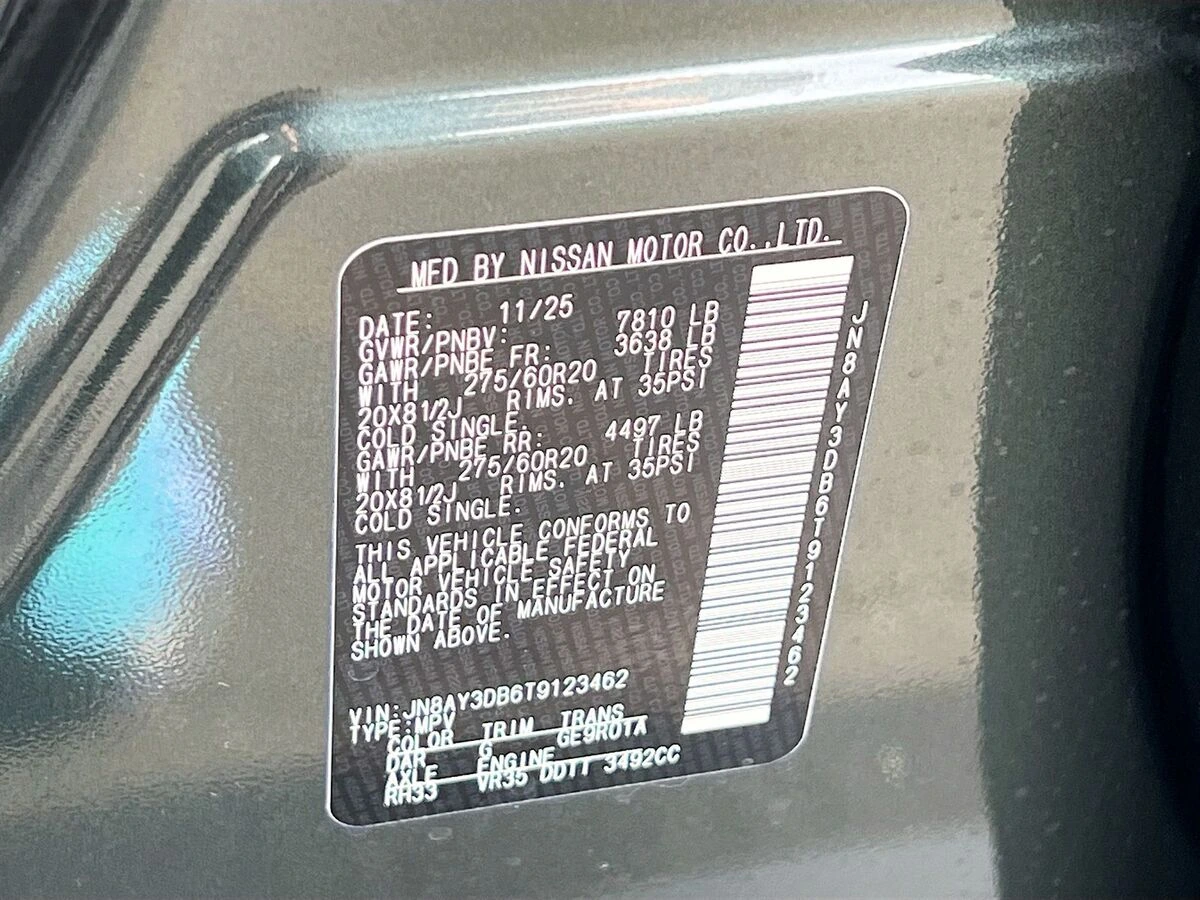 MFD BY NISSAN MOTOR CO.,LTD.
DATE: 11/25
GVWR/PNBV: 7810 LB
GAWR/PNBE FR: 3638 LB
WITH 275/60R20 TIRES
20X81/2J RIMS. AT 35PSI
COLD SINGLE.
GAWR/PNBE RR: 4497 LB
WITH 275/60R20 TIRES
20X81/2J RIMS. AT 35PSI
COLD SINGLE.
THIS VEHICLE CONFORMS TO
ALL APPLICABLE FEDERAL
MOTOR VEHICLE SAFETY
STANDARDS IN EFFECT ON
THE DATE OF MANUFACTURE
SHOWN ABOVE.
VIN:JN8AY3DB6T9123462
TYPE:MPV
COLOR TRIM TRANS
DAR G GE9R01A
AXLE ENGINE
RH33 VR35 DDTT 3492CC
JN8AY3DB6T9123462